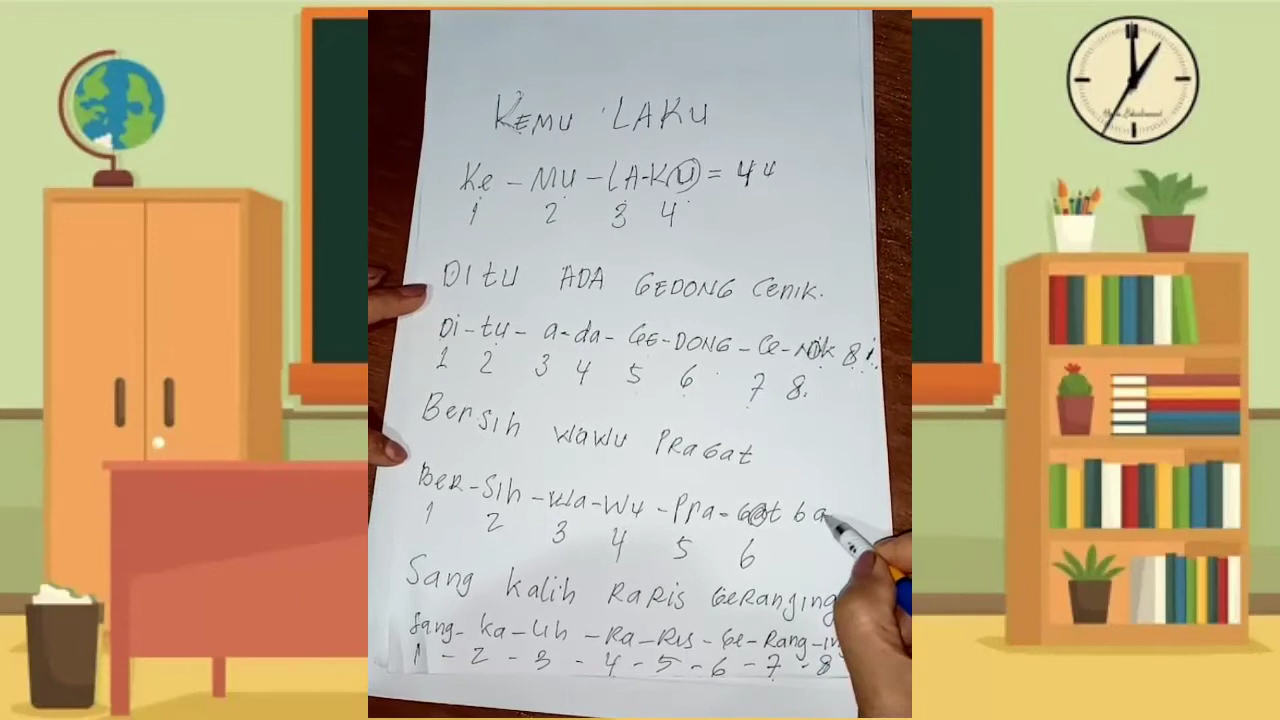 KEMU LAKU
Ke - MU - LA-KU = 4 u
1 2 3 4
DI tU ADA GEDONG Cenik.
Di-tu- a-da- GE-DONG - Ce-Nik 8 i
1 2 3 4 5 6 7 8.
Bersih wawu PRaGat
BeR-Sih -wa-Wu -PRa-Gat 6 a
1 2 3 4 5 6
Sang kalih RaRis GeRanjing
Sang- ka-lih -Ra-Ris-Ge-Rang-
1 - 2 - 3 - 4 - 5 - 6 - 7 - 8